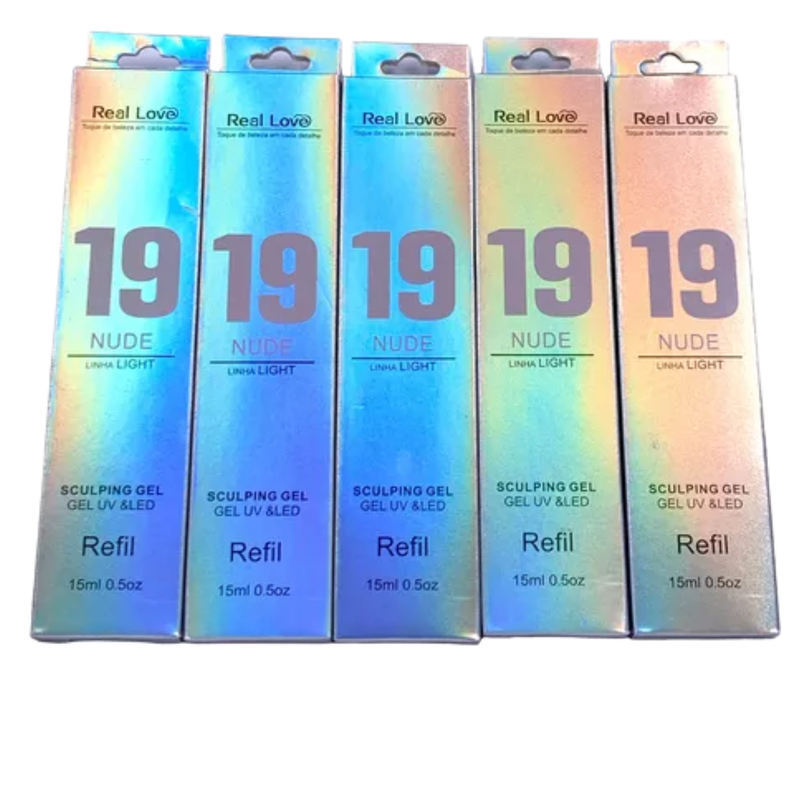 Real Love
Toque de beleza em cada detalhe
19
NUDE
LINHA LIGHT
SCULPING GEL
GEL UV &LED
Refil
15ml 0.5oz
Real Love
Toque de beleza em cada detalhe
19
NUDE
LINHA LIGHT
SCULPING GEL
GEL UV &LED
Refil
15ml 0.5oz
Real Love
Toque de beleza em cada detalhe
19
NUDE
LINHA LIGHT
SCULPING GEL
GEL UV &LED
Refil
15ml 0.5oz
Real Love
Toque de beleza em cada detalhe
19
NUDE
LINHA LIGHT
SCULPING GEL
GEL UV &LED
Refil
15ml 0.5oz
Real Love
Toque de beleza em cada detalhe
19
NUDE
LINHA LIGHT
SCULPING GEL
GEL UV &LED
Refil
15ml 0.5oz